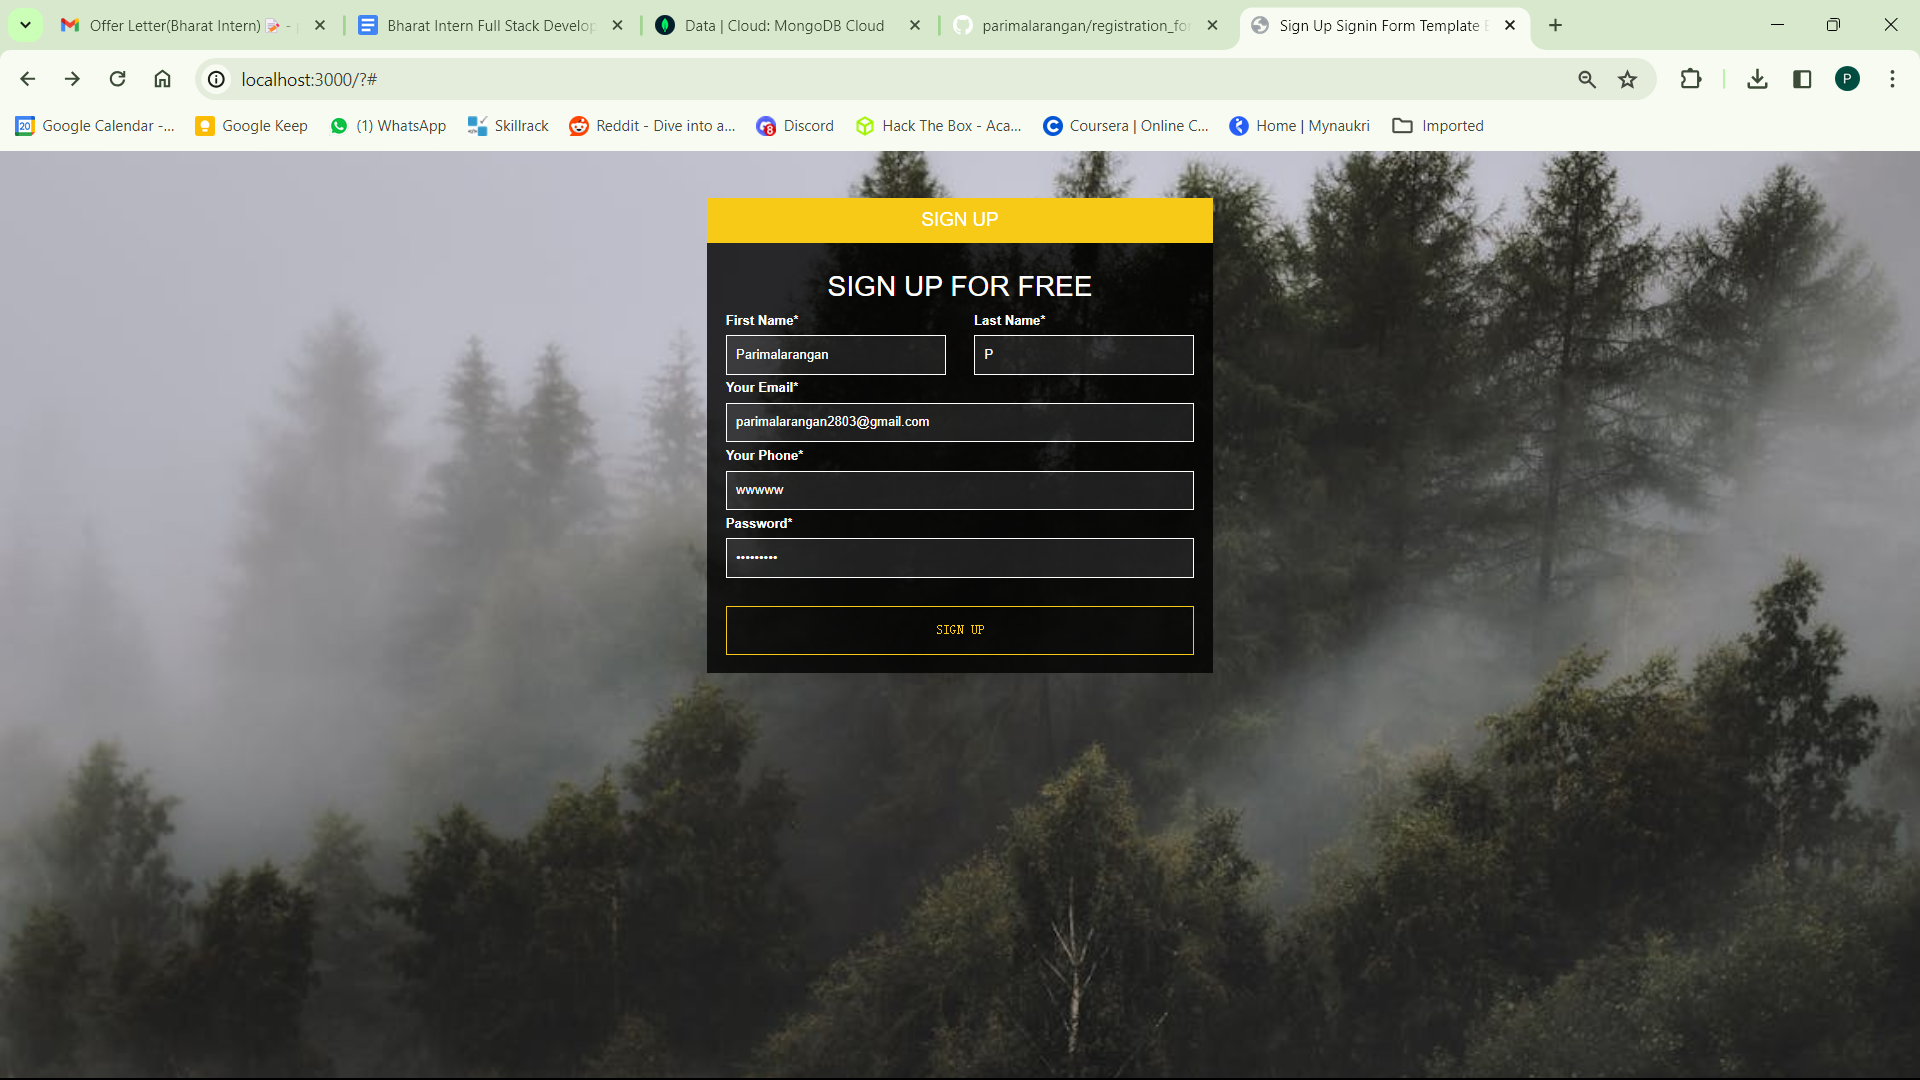 Offer Letter(Bharat Intern) 📝 -
Bharat Intern Full Stack Develop
Data | Cloud: MongoDB Cloud
parimalarangan/registration_fo
Sign Up Signin Form Template
localhost:3000/?#
P
20
Google Calendar -...
Google Keep
(1) WhatsApp
Skillrack
Reddit - Dive into a...
8
Discord
Hack The Box - Aca...
Coursera | Online C...
Home | Mynaukri
Imported
SIGN UP
SIGN UP FOR FREE
First Name*
Last Name*
Parimalarangan
P
Your Email*
parimalarangan2803@gmail.com
Your Phone*
wwwww
Password*
•••••••••
SIGN UP